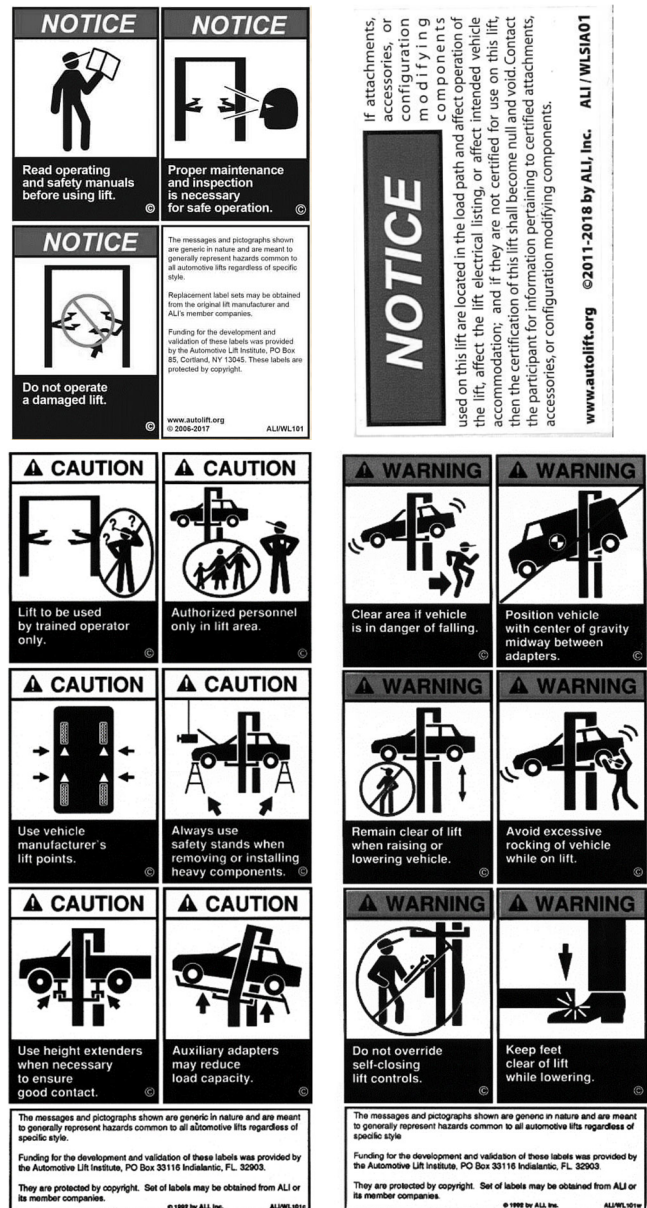 NOTICE
Read operating
and safety manuals
before using lift.
©
NOTICE
Proper maintenance
and inspection
is necessary
for safe operation.
©
NOTICE
Do not operate
a damaged lift.
©
The messages and pictographs shown
are generic in nature and are meant to
generally represent hazards common to
all automotive lifts regardless of specific
style.
Replacement label sets may be obtained
from the original lift manufacturer and
ALI's member companies.
Funding for the development and
validation of these labels was provided
by the Automotive Lift Institute, PO Box
85, Cortland, NY 13045. These labels are
protected by copyright.
www.autolift.org
© 2006-2017 ALI/WL101
NOTICE
If attachments,
accessories, or
configuration
modifying
components
used on this lift are located in the load path and affect operation of
the lift, affect the lift electrical listing, or affect intended vehicle
accommodation; and if they are not certified for use on this lift,
then the certification of this lift shall become null and void. Contact
the participant for information pertaining to certified attachments,
accessories, or configuration modifying components.
www.autolift.org ©2011-2018 by ALI, Inc. ALI / WLSIA01
CAUTION
? ? ?
Lift to be used
by trained operator
only.
©
CAUTION
Authorized personnel
only in lift area.
©
CAUTION
Use vehicle
manufacturer's
lift points.
©
CAUTION
Always use
safety stands when
removing or installing
heavy components.
©
CAUTION
Use height extenders
when necessary
to ensure
good contact.
©
CAUTION
Auxiliary adapters
may reduce
load capacity.
©
The messages and pictographs shown are generic in nature and are meant
to generally represent hazards common to all automotive lifts regardless of
specific style.
Funding for the development and validation of these labels was provided by
the Automotive Lift Institute, PO Box 33116 Indialantic, FL. 32903.
They are protected by copyright. Set of labels may be obtained from ALI or
its member companies.
© 1992 by ALI, Inc. ALI/WL101c
WARNING
Clear area if vehicle
is in danger of falling.
©
WARNING
Position vehicle
with center of gravity
midway between
adapters.
©
WARNING
Remain clear of lift
when raising or
lowering vehicle.
©
WARNING
Avoid excessive
rocking of vehicle
while on lift.
©
WARNING
Do not override
self-closing
lift controls.
©
WARNING
Keep feet
clear of lift
while lowering.
©
The messages and pictographs shown are generic in nature and are meant
to generally represent hazards common to all automotive lifts regardless of
specific style
Funding for the development and validation of these labels was provided by
the Automotive Lift Institute, PO Box 33116 Indialantic, FL 32903.
They are protected by copyright. Set of labels may be obtained from ALI or
its member companies.
© 1992 by ALI, Inc. ALI/WL101w